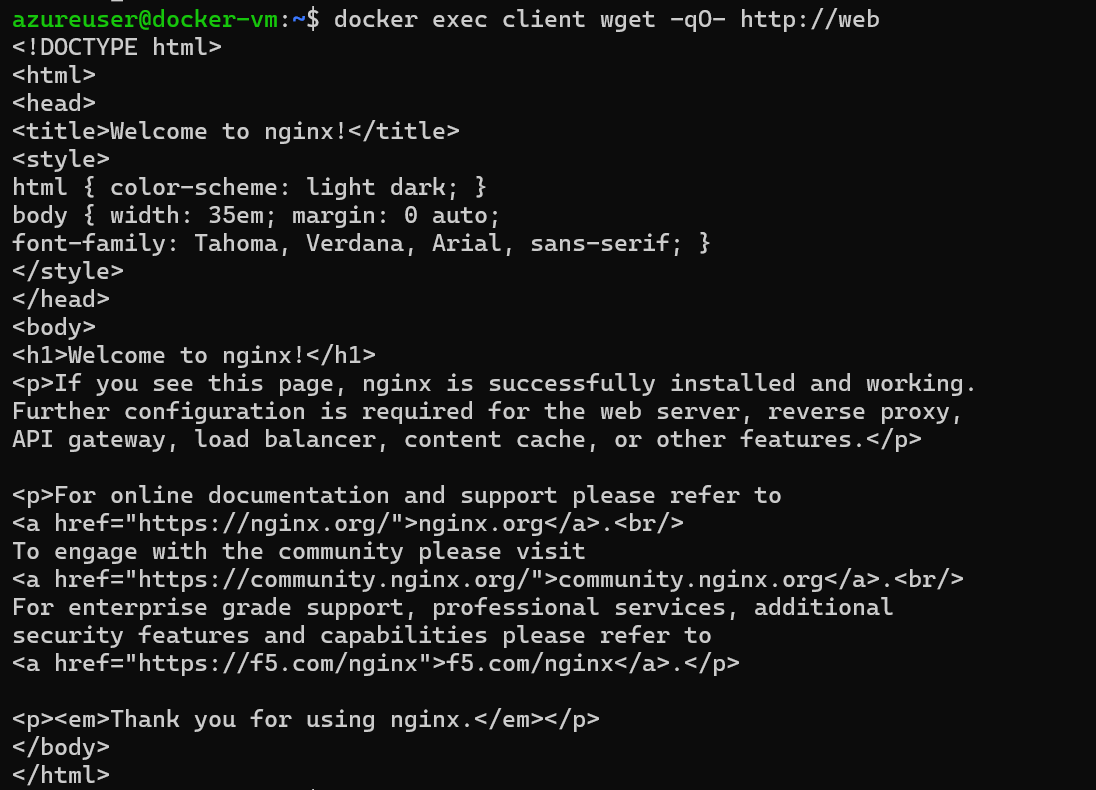 azureuser@docker-vm:~$ docker exec client wget -qO- http://web
<!DOCTYPE html>
<html>
<head>
<title>Welcome to nginx!</title>
<style>
html { color-scheme: light dark; }
body { width: 35em; margin: 0 auto;
font-family: Tahoma, Verdana, Arial, sans-serif; }
</style>
</head>
<body>
<h1>Welcome to nginx!</h1>
<p>If you see this page, nginx is successfully installed and working.
Further configuration is required for the web server, reverse proxy,
API gateway, load balancer, content cache, or other features.</p>

<p>For online documentation and support please refer to
<a href="https://nginx.org/">nginx.org</a>.<br/>
To engage with the community please visit
<a href="https://community.nginx.org/">community.nginx.org</a>.<br/>
For enterprise grade support, professional services, additional
security features and capabilities please refer to
<a href="https://f5.com/nginx">f5.com/nginx</a>.</p>

<p><em>Thank you for using nginx.</em></p>
</body>
</html>